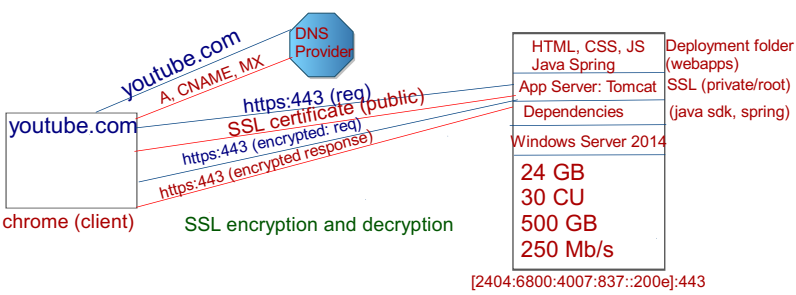 youtube.com
DNS
Provider
A, CNAME, MX
https:443 (req)
SSL certificate (public)
https:443 (encrypted: req)
https:443 (encrypted response)
youtube.com
chrome (client)
SSL encryption and decryption
HTML, CSS, JS
Java Spring
Deployment folder
(webapps)
App Server: Tomcat
SSL (private/root)
Dependencies
(java sdk, spring)
Windows Server 2014
24 GB
30 CU
500 GB
250 Mb/s
[2404:6800:4007:837::200e]:443